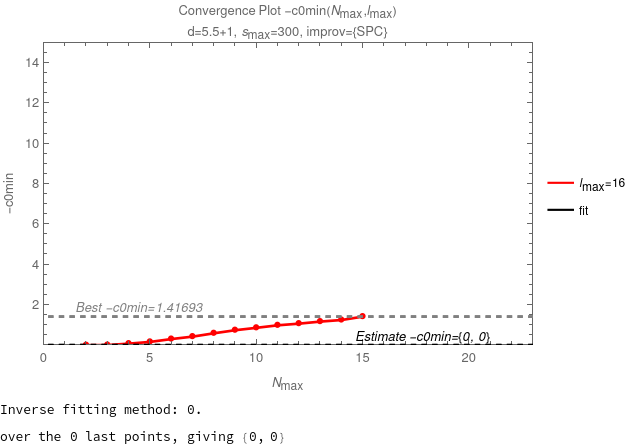 Convergence Plot −c0min(Nmax,lmax)
d=5.5+1, smax=300, improv={SPC}
14
12
10
8
6
4
2
−c0min
Best −c0min=1.41693
Estimate −c0min={0, 0}
0
5
10
15
20
Nmax
lmax=16
fit
Inverse fitting method: 0.
over the 0 last points, giving {0, 0}